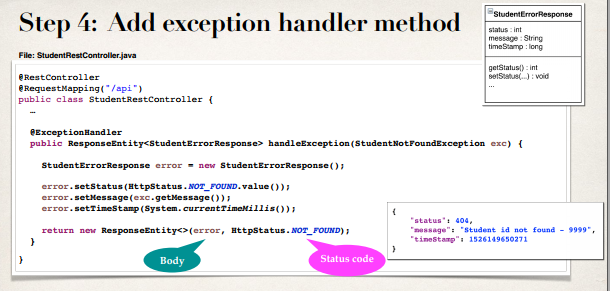 Step 4: Add exception handler method
StudentErrorResponse
status : int
message : String
timeStamp : long
getStatus() : int
setStatus(...) : void
...
File: StudentRestController.java
@RestController
@RequestMapping("/api")
public class StudentRestController {
…
@ExceptionHandler
public ResponseEntity<StudentErrorResponse> handleException(StudentNotFoundException exc) {
StudentErrorResponse error = new StudentErrorResponse();
error.setStatus(HttpStatus.NOT_FOUND.value());
error.setMessage(exc.getMessage());
error.setTimeStamp(System.currentTimeMillis());
return new ResponseEntity<>(error, HttpStatus.NOT_FOUND);
}
}
Body
Status code
{
"status": 404,
"message": "Student id not found - 9999",
"timeStamp": 1526149650271
}